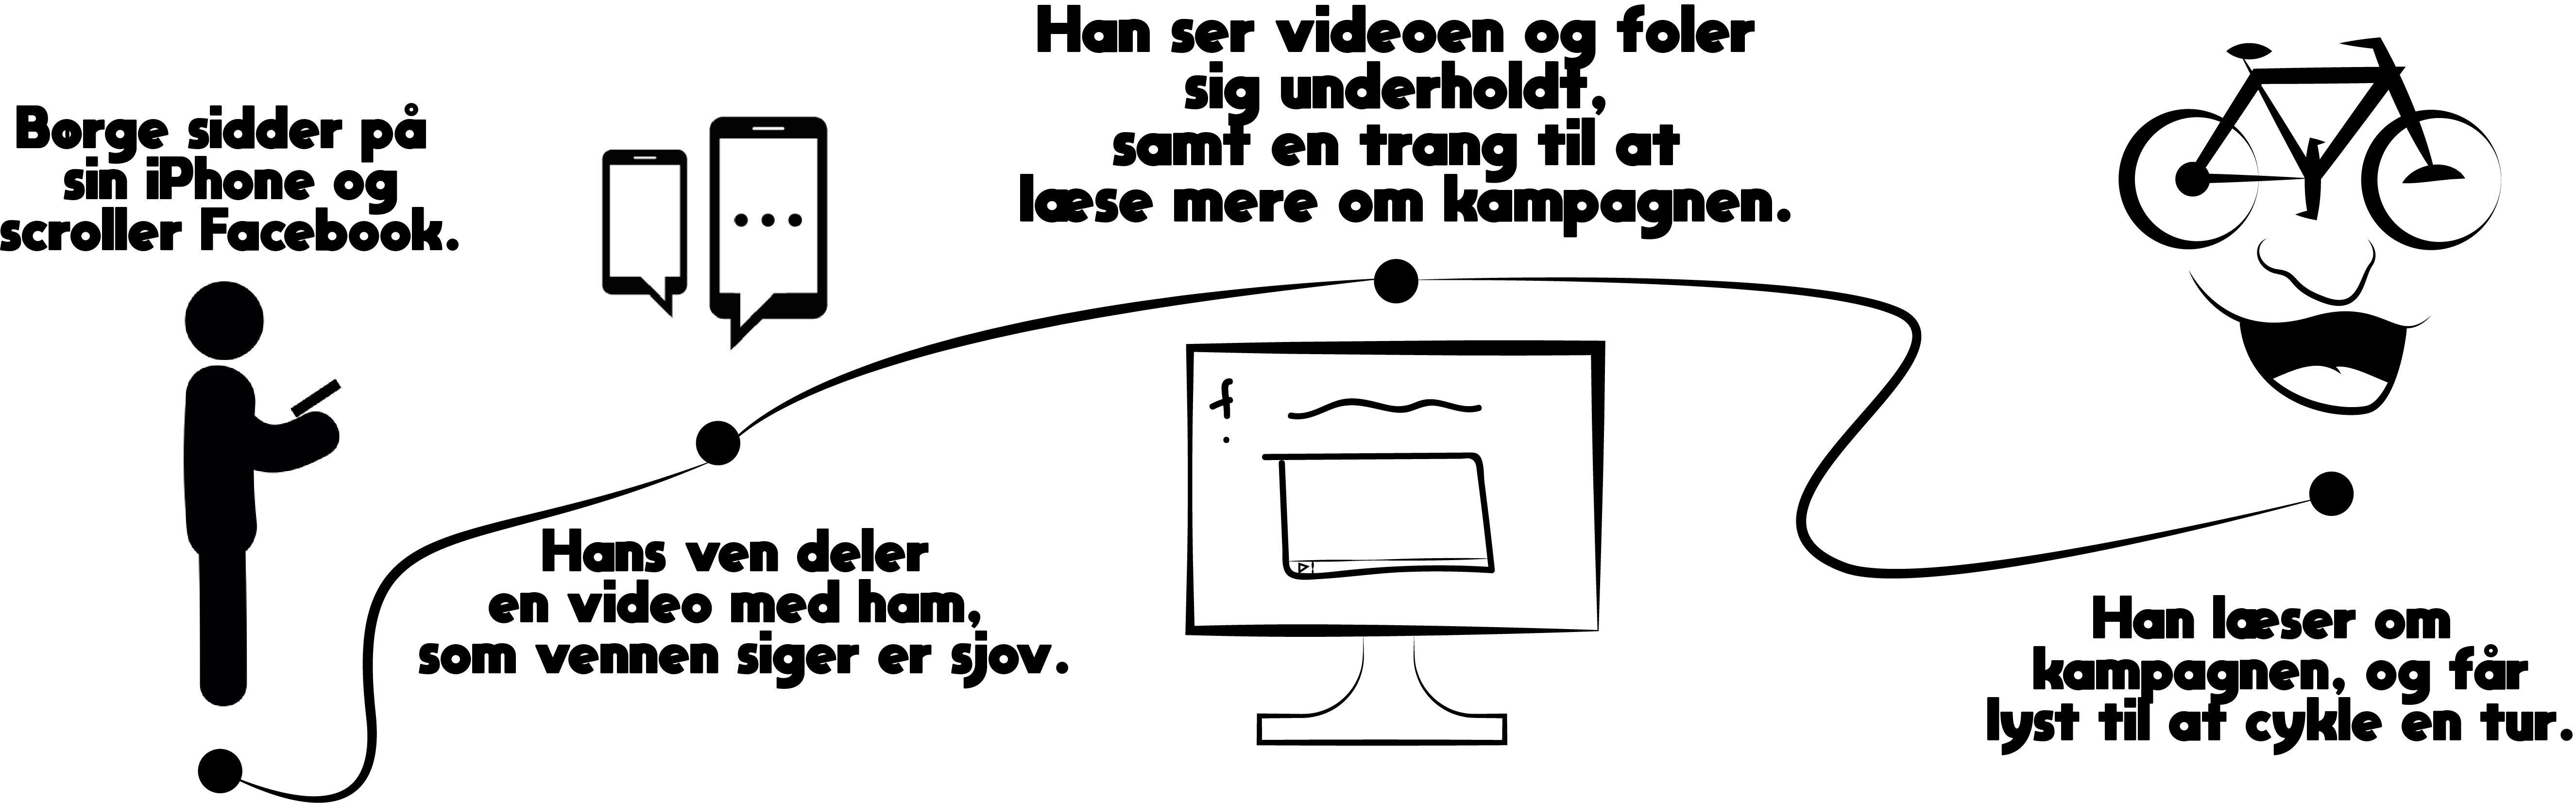 Børge sidder på
sin iPhone og
scroller Facebook.
Hans ven deler
en video med ham,
som vennen siger er sjov.
Han ser videoen og foler
sig underholdt,
samt en trang til at
læse mere om kampagnen.
f
Han læser om
kampagnen, og får
lyst til at cykle en tur.